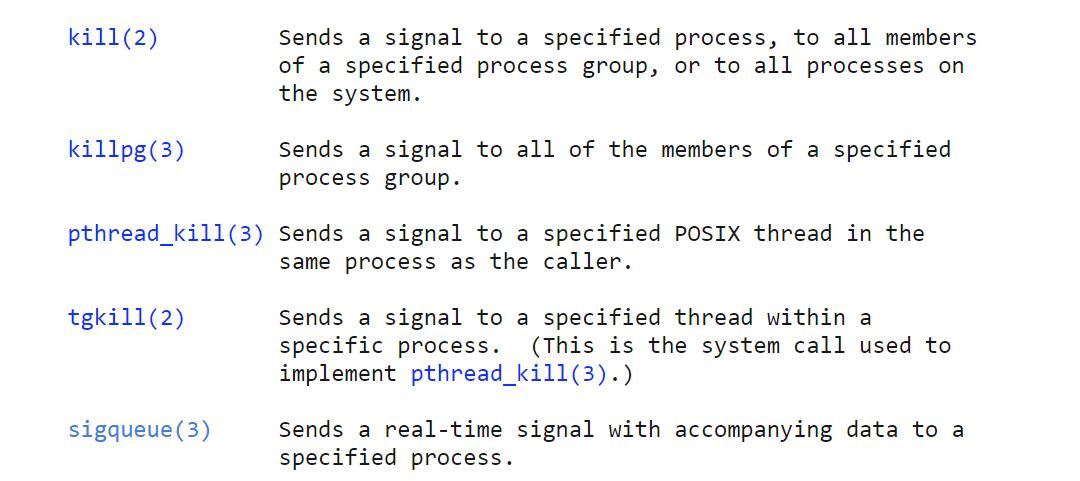 kill(2) Sends a signal to a specified process, to all members
of a specified process group, or to all processes on
the system.
killpg(3) Sends a signal to all of the members of a specified
process group.
pthread_kill(3) Sends a signal to a specified POSIX thread in the
same process as the caller.
tgkill(2) Sends a signal to a specified thread within a
specific process.  (This is the system call used to
implement pthread_kill(3).)
sigqueue(3) Sends a real-time signal with accompanying data to a
specified process.